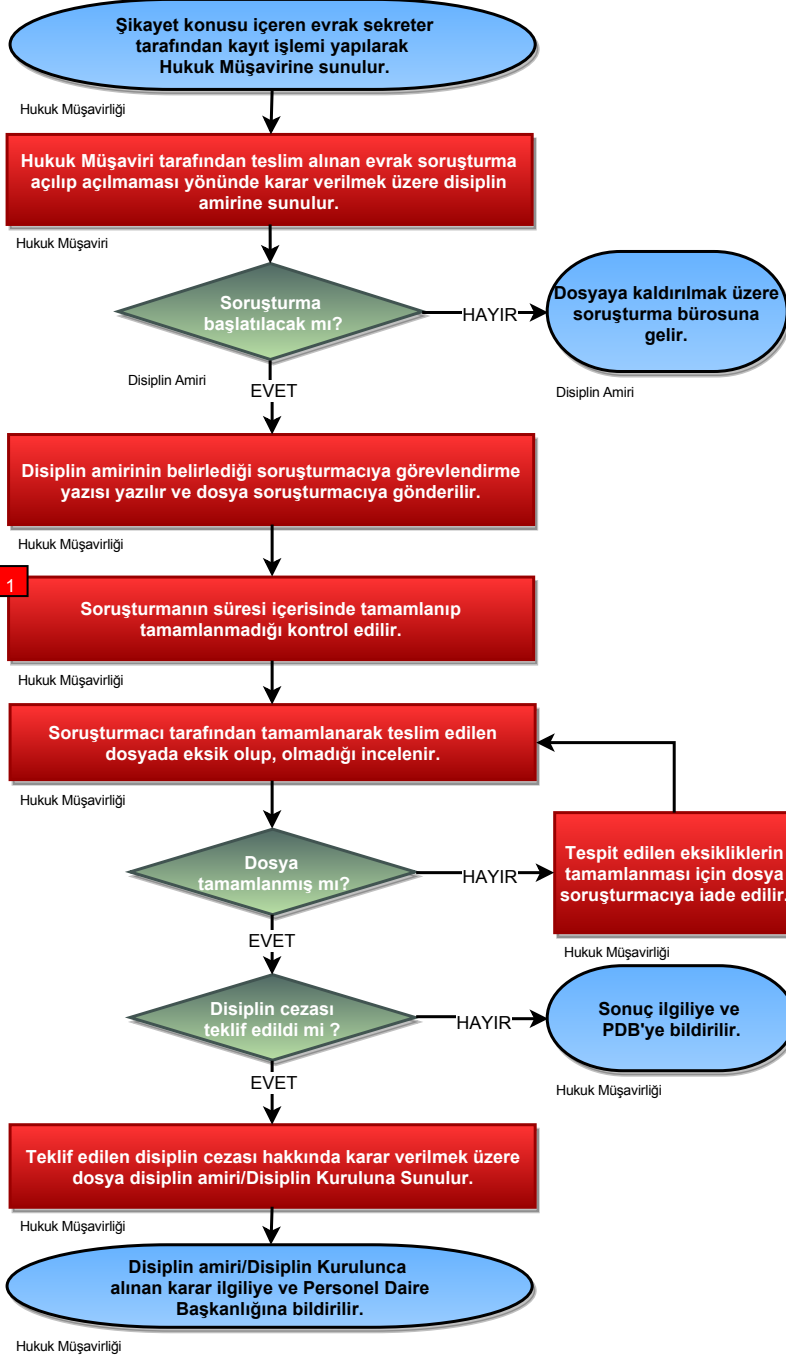 Şikayet konusu içeren evrak sekreter
tarafından kayıt işlemi yapılarak
Hukuk Müşavirine sunulur.
Hukuk Müşavirliği
Hukuk Müşaviri tarafından teslim alınan evrak soruşturma
açılıp açılmaması yönünde karar verilmek üzere disiplin
amirine sunulur.
Hukuk Müşaviri
Soruşturma
başlatılacak mı?
HAYIR
Dosyaya kaldırılmak üzere
soruşturma bürosuna
gelir.
Disiplin Amiri
Disiplin Amiri
EVET
Disiplin amirinin belirlediği soruşturmacıya görevlendirme
yazısı yazılır ve dosya soruşturmacıya gönderilir.
Hukuk Müşavirliği
1
Soruşturmanın süresi içerisinde tamamlanıp
tamamlanmadığı kontrol edilir.
Hukuk Müşavirliği
Soruşturmacı tarafından tamamlanarak teslim edilen
dosyada eksik olup, olmadığı incelenir.
Hukuk Müşavirliği
Dosya
tamamlanmış mı?
HAYIR
Tespit edilen eksikliklerin
tamamlanması için dosya
soruşturmacıya iade edilir.
Hukuk Müşavirliği
EVET
Disiplin cezası
teklif edildi mi ?
HAYIR
Sonuç ilgiliye ve
PDB'ye bildirilir.
Hukuk Müşavirliği
EVET
Teklif edilen disiplin cezası hakkında karar verilmek üzere
dosya disiplin amiri/Disiplin Kuruluna Sunulur.
Hukuk Müşavirliği
Disiplin amiri/Disiplin Kurulunca
alınan karar ilgiliye ve Personel Daire
Başkanlığına bildirilir.
Hukuk Müşavirliği